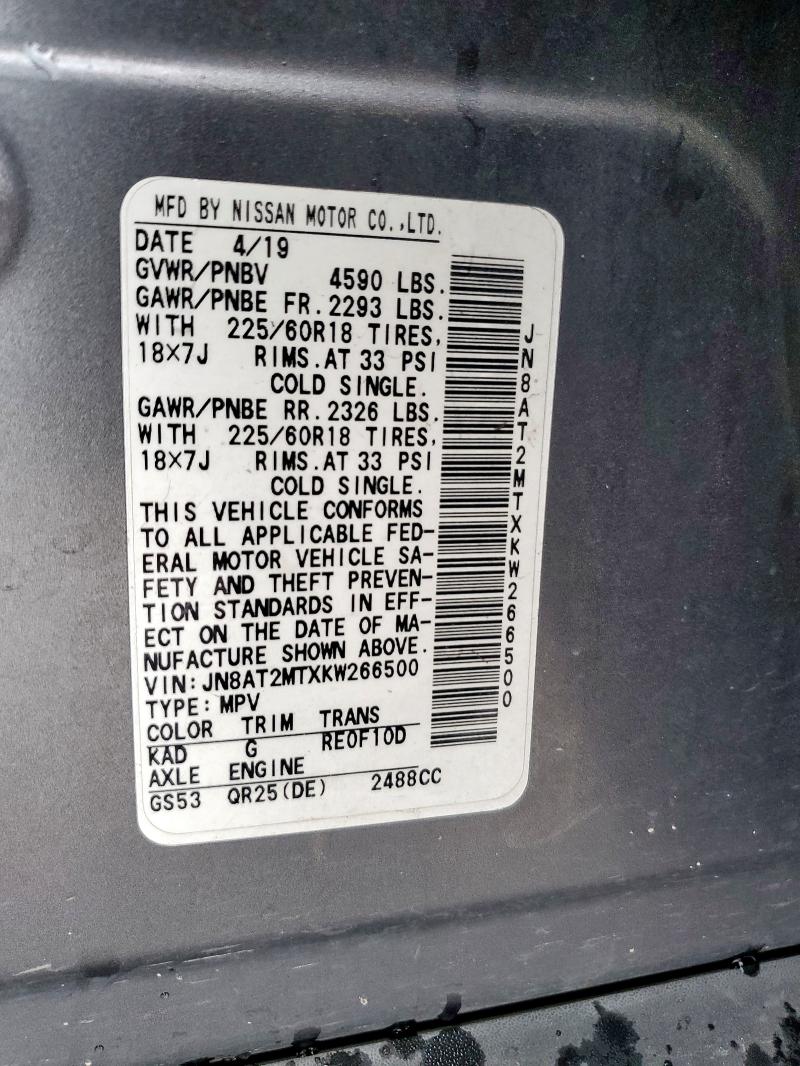 MFD BY NISSAN MOTOR CO.,LTD.
DATE 4/19
GVWR/PNBV 4590 LBS.
GAWR/PNBE FR. 2293 LBS.
WITH 225/60R18 TIRES,
18×7J RIMS. AT 33 PSI
COLD SINGLE.
GAWR/PNBE RR. 2326 LBS.
WITH 225/60R18 TIRES,
18×7J RIMS. AT 33 PSI
COLD SINGLE.
THIS VEHICLE CONFORMS
TO ALL APPLICABLE FED-
ERAL MOTOR VEHICLE SA-
FETY AND THEFT PREVEN-
TION STANDARDS IN EFF-
ECT ON THE DATE OF MA-
NUFACTURE SHOWN ABOVE.
VIN: JN8AT2MTXKW266500
TYPE: MPV
COLOR TRIM TRANS
KAD G RE0F10D
AXLE ENGINE
GS53 QR25(DE) 2488CC
JN8AT2MTXKW266500